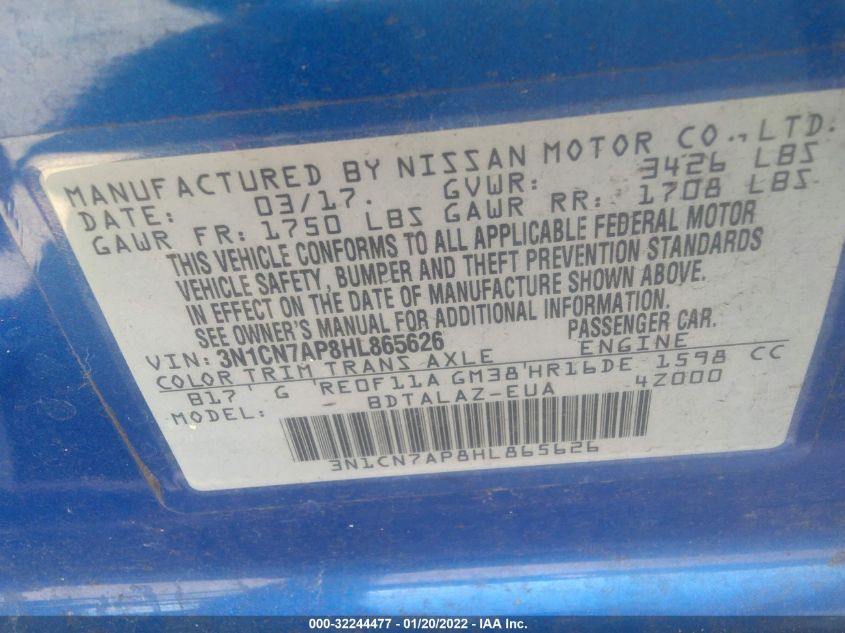 MANUFACTURED BY NISSAN MOTOR CO.,LTD.
DATE: 03/17. GVWR: 3426 LBS
GAWR FR: 1750 LBS GAWR RR: 1708 LBS
THIS VEHICLE CONFORMS TO ALL APPLICABLE FEDERAL MOTOR
VEHICLE SAFETY, BUMPER AND THEFT PREVENTION STANDARDS
IN EFFECT ON THE DATE OF MANUFACTURE SHOWN ABOVE.
SEE OWNER'S MANUAL FOR ADDITIONAL INFORMATION.
VIN: 3N1CN7AP8HL865626 PASSENGER CAR.
COLOR TRIM TRANS AXLE ENGINE
B17 G RE0F11A GM38 HR16DE 1598 CC
MODEL: BDTALAZ-EUA 4Z000
3N1CN7AP8HL865626
000-32244477 - 01/20/2022 - IAA Inc.